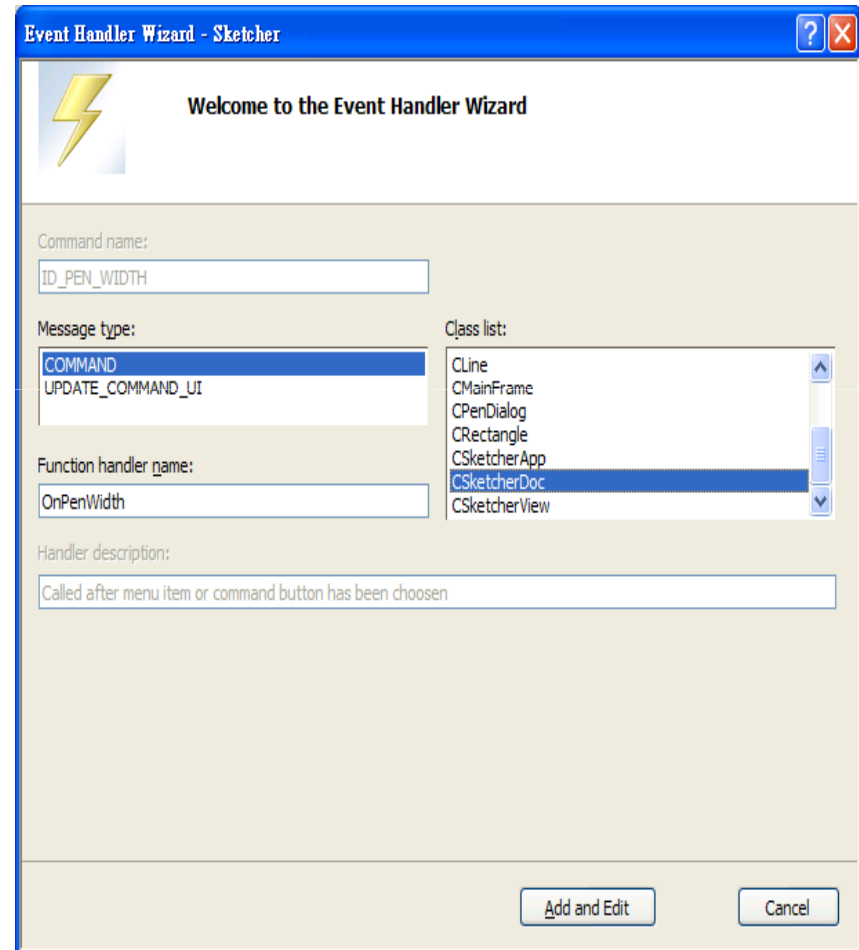 Event Handler Wizard - Sketcher
Welcome to the Event Handler Wizard
Command name:
ID_PEN_WIDTH
Message type:
COMMAND
UPDATE_COMMAND_UI
Class list:
CLine
CMainFrame
CPenDialog
CRectangle
CSketcherApp
CSketcherDoc
CSketcherView
Function handler name:
OnPenWidth
Handler description:
Called after menu item or command button has been choosen
Add and Edit
Cancel